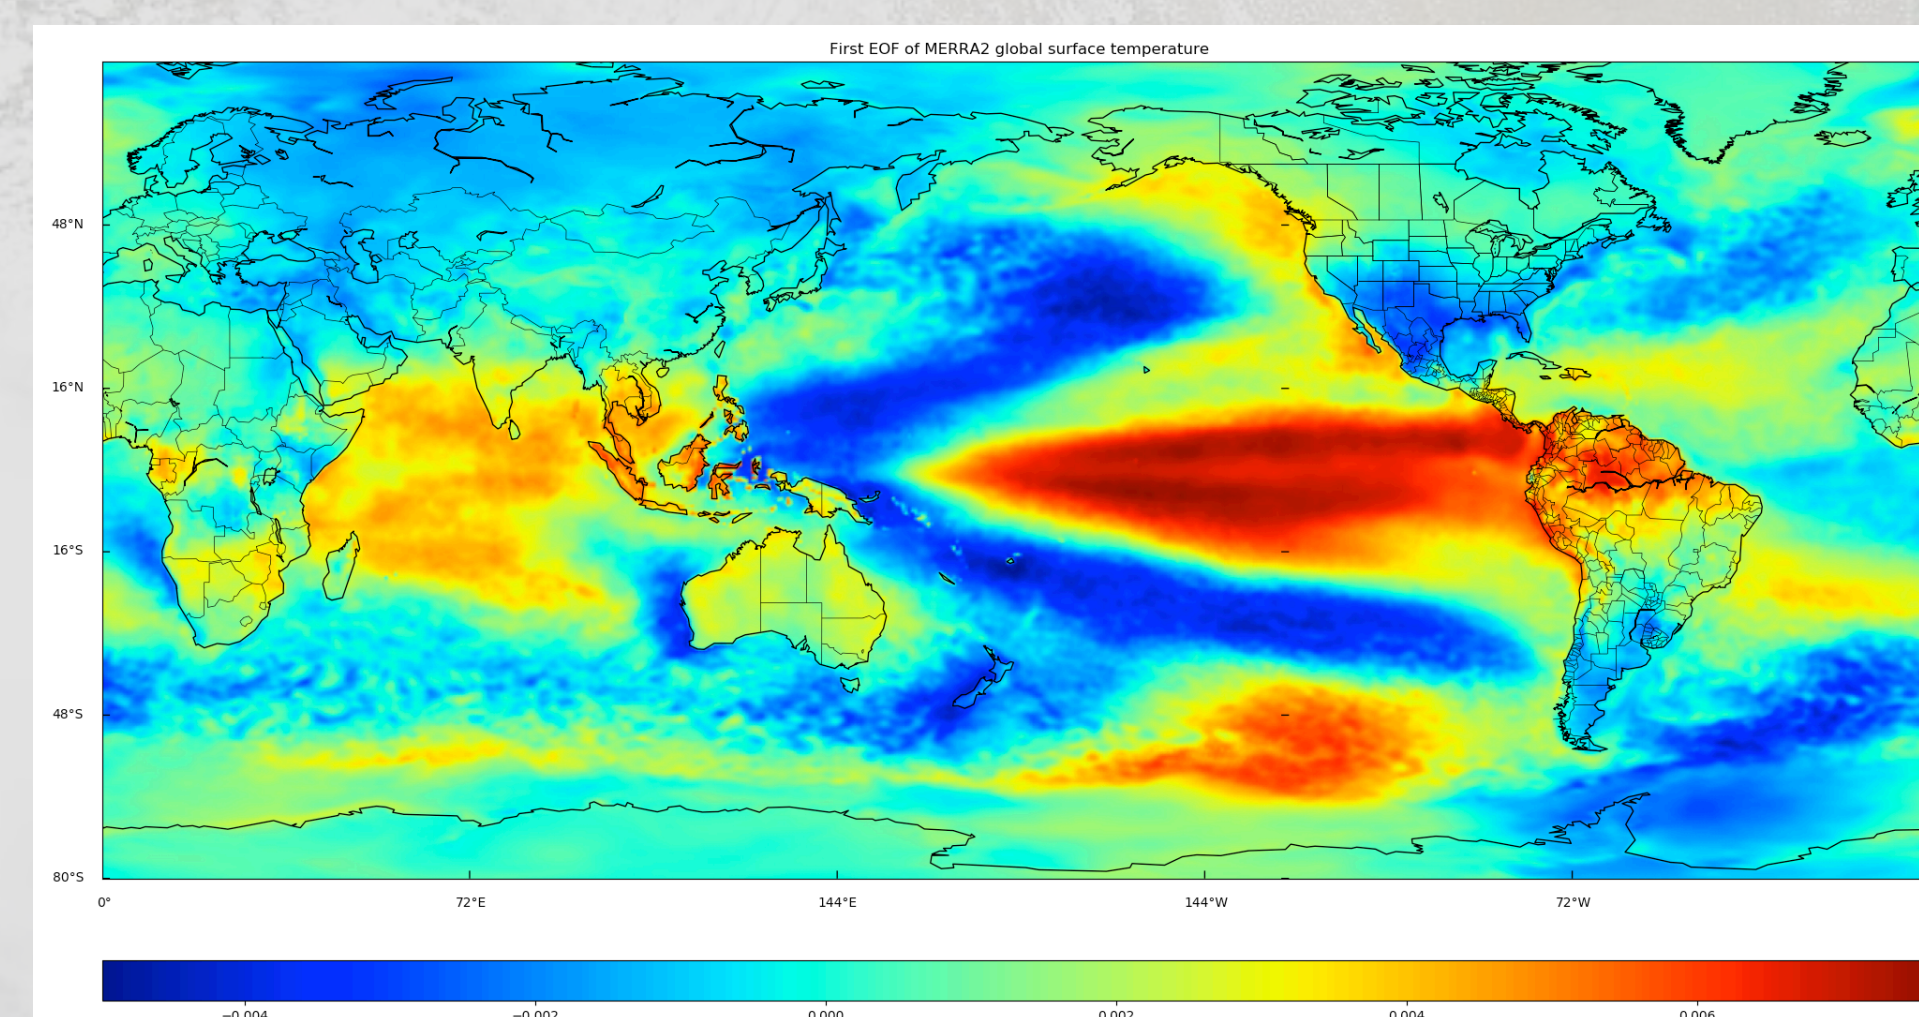 First EOF of MERRA2 global surface temperature
48°N
16°N
16°S
48°S
80°S
0°
72°E
144°E
144°W
72°W
−0.004
−0.002
0.000
0.002
0.004
0.006